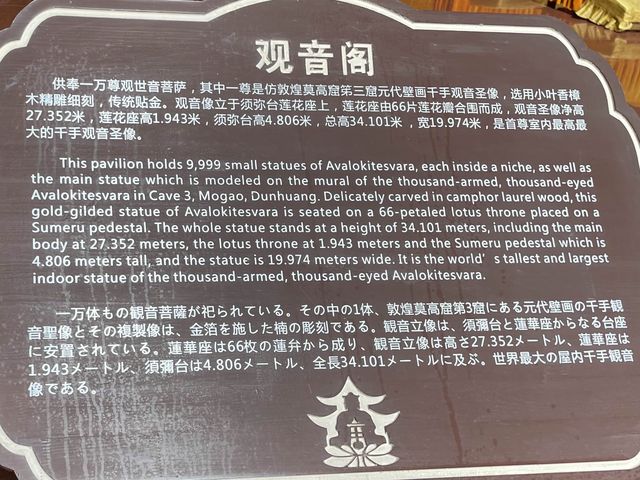 观音阁
供奉一万尊观世音菩萨，其中一尊是仿敦煌莫高窟第三窟元代壁画千手观音圣像，选用小叶香樟
木精雕细刻，传统贴金。观音像立于须弥台莲花座上，莲花座由66片莲花瓣合围而成，观音圣像净高
27.352米，莲花座高1.943米，须弥台高4.806米，总高34.101米，宽19.974米，是首尊室内最高最
大的千手观音圣像。
This pavilion holds 9,999 small statues of Avalokitesvara, each inside a niche, as well as
the main statue which is modeled on the mural of the thousand-armed, thousand-eyed
Avalokitesvara in Cave 3, Mogao, Dunhuang. Delicately carved in camphor laurel wood, this
gold-gilded statue of Avalokitesvara is seated on a 66-petaled lotus throne placed on a
Sumeru pedestal. The whole statue stands at a height of 34.101 meters, including the main
body at 27.352 meters, the lotus throne at 1.943 meters and the Sumeru pedestal which is
4.806 meters tall, and the statue is 19.974 meters wide. It is the world's tallest and largest
indoor statue of the thousand-armed, thousand-eyed Avalokitesvara.
一万体もの観音菩薩が祀られている。その中の1体、敦煌莫高窟第3窟にある元代壁画の千手観
音聖像とその複製像は、金箔を施した楠の彫刻である。観音立像は、須彌台と蓮華座からなる台座
に安置されている。蓮華座は66枚の蓮弁から成り、観音立像は高さ27.352メートル、蓮華座は
1.943メートル、須彌台は4.806メートル、全長34.101メートルに及ぶ。世界最大の屋内千手観音
像である。